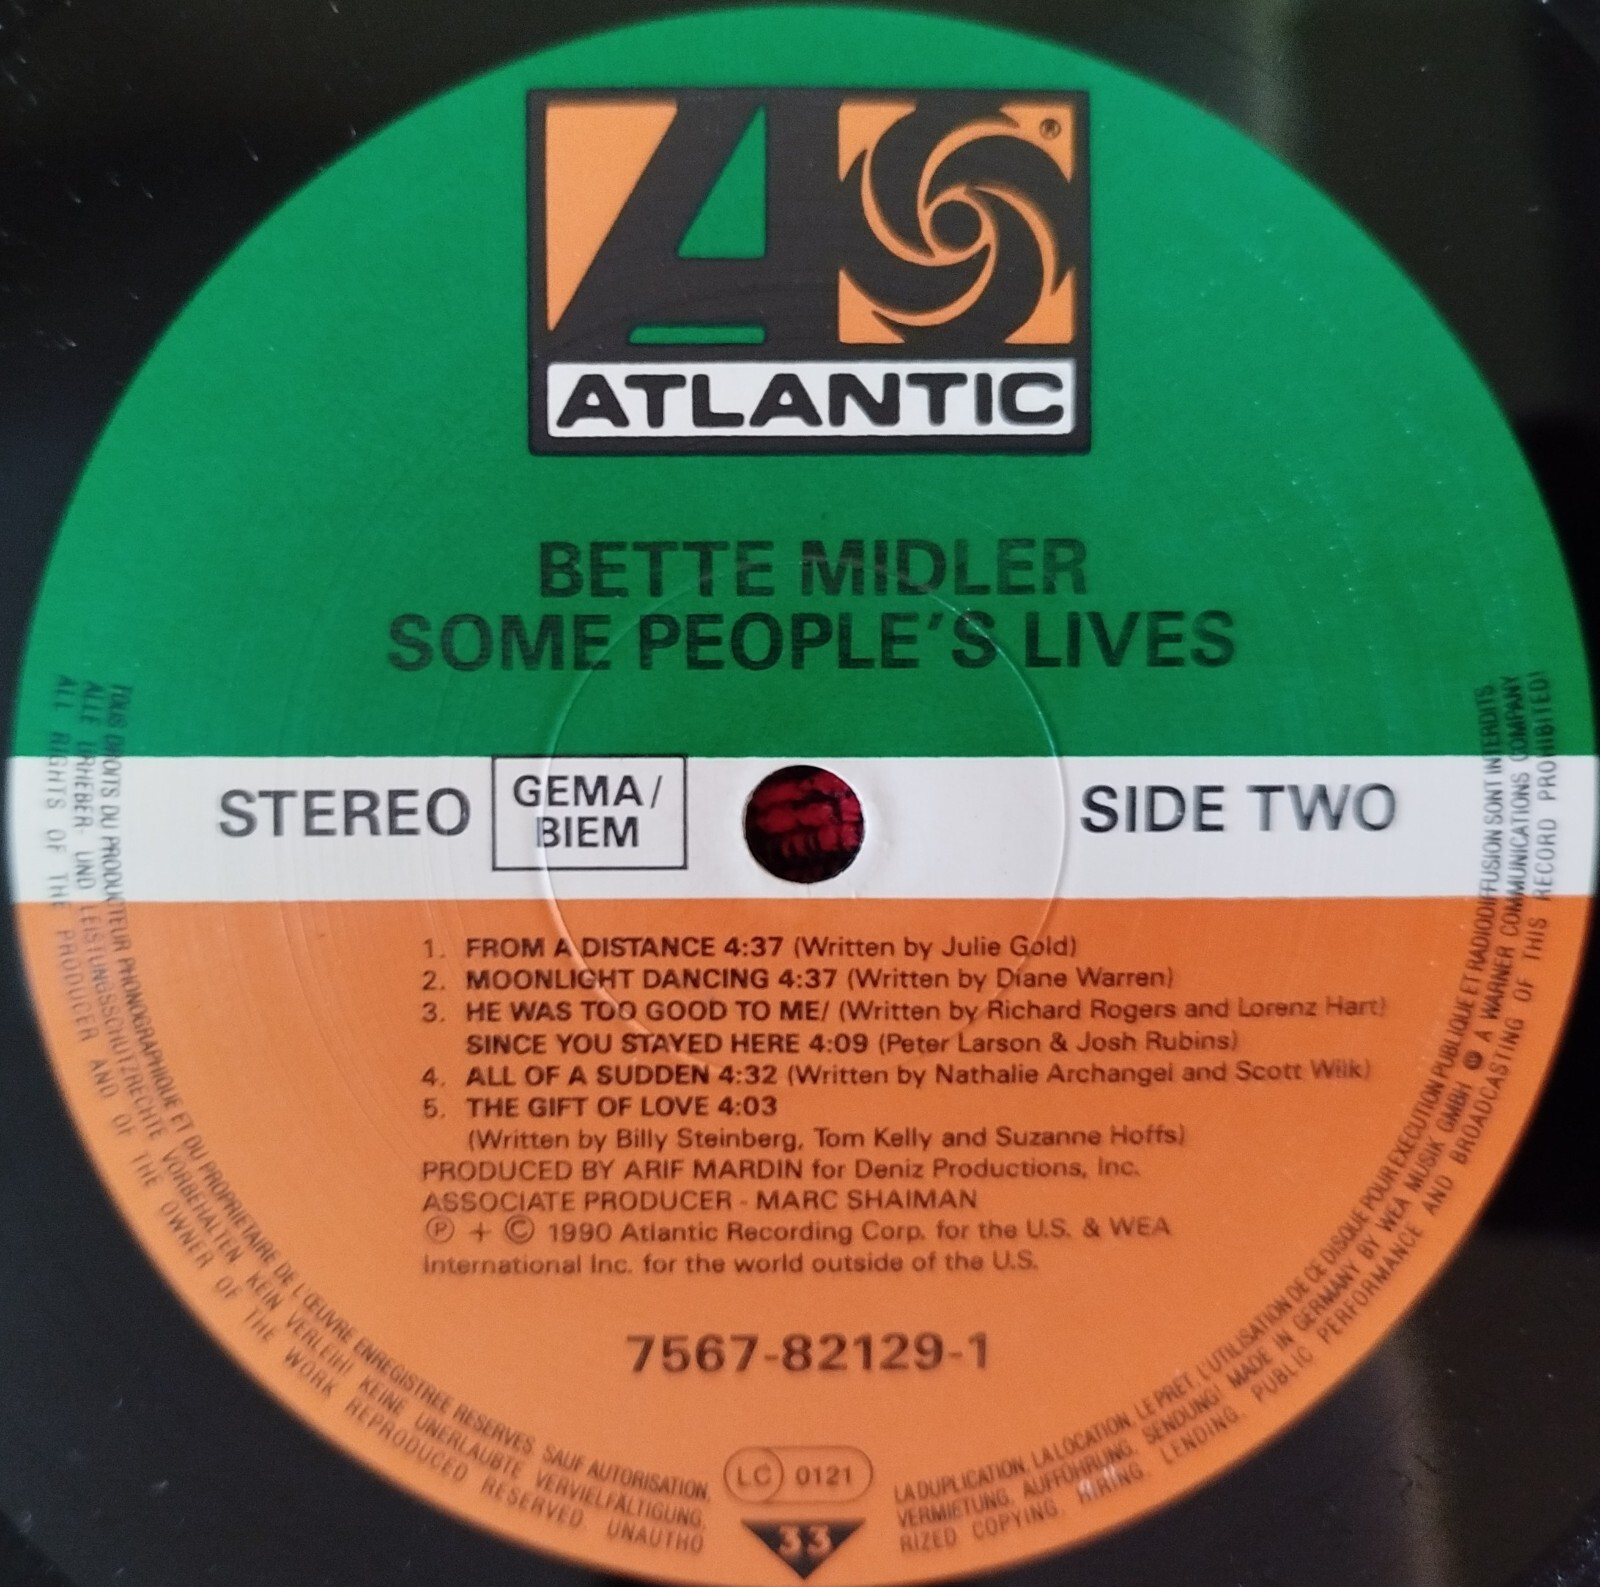 ®
ATLANTIC
BETTE MIDLER
SOME PEOPLE'S LIVES
STEREO
GEMA/
BIEM
SIDE TWO
1. FROM A DISTANCE 4:37 (Written by Julie Gold)
2. MOONLIGHT DANCING 4:37 (Written by Diane Warren)
3. HE WAS TOO GOOD TO ME/ (Written by Richard Rogers and Lorenz Hart)
SINCE YOU STAYED HERE 4:09 (Peter Larson & Josh Rubins)
4. ALL OF A SUDDEN 4:32 (Written by Nathalie Archangel and Scott Wilk)
5. THE GIFT OF LOVE 4:03
(Written by Billy Steinberg, Tom Kelly and Suzanne Hoffs)
PRODUCED BY ARIF MARDIN for Deniz Productions, Inc.
ASSOCIATE PRODUCER - MARC SHAIMAN
Ⓟ + © 1990 Atlantic Recording Corp. for the U.S. & WEA
International Inc. for the world outside of the U.S.
7567-82129-1
LC 0121
33
TOUS DROITS DU PRODUCTEUR PHONOGRAPHIQUE ET DU PROPRIETAIRE DE L'ŒUVRE ENREGISTREE RESERVES. SAUF AUTORISATION,
LA DUPLICATION, LA LOCATION, LE PRET, L'UTILISATION DE CE DISQUE POUR EXECUTION PUBLIQUE ET RADIODIFFUSION SONT INTERDITS.
ALLE URHEBER- UND LEISTUNGSSCHUTZRECHTE VORBEHALTEN. KEIN VERLEIH! KEINE UNERLAUBTE VERVIELFÄLTIGUNG,
VERMIETUNG, AUFFÜHRUNG, SENDUNG! MADE IN GERMANY BY WEA MUSIK GMBH A WARNER COMMUNICATIONS COMPANY
ALL RIGHTS OF THE PRODUCER AND OF THE OWNER OF THE WORK REPRODUCED RESERVED. UNAUTHO
RIZED COPYING, HIRING, LENDING, PUBLIC PERFORMANCE AND BROADCASTING OF THIS RECORD PROHIBITED!